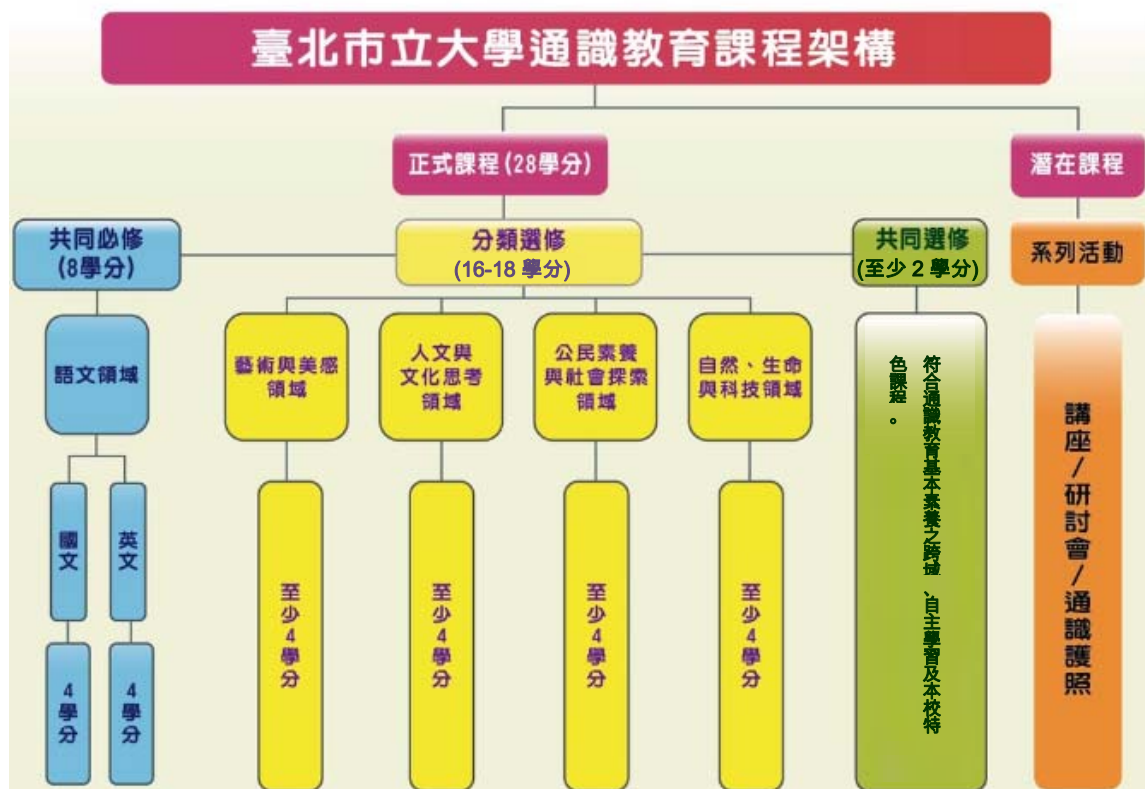 臺北市立大學通識教育課程架構
正式課程(28學分)
潛在課程
共同必修
(8學分)
分類選修
(16-18 學分)
共同選修
(至少 2 學分)
系列活動
語文領域
藝術與美感
領域
人文與
文化思考
領域
公民素養
與社會探索
領域
自然、生命
與科技領域
國文
英文
4學分
4學分
至少4學分
至少4學分
至少4學分
至少4學分
符合通識教育基本素養之跨域、自主學習及本校特
色課程。
講座/研討會/通識護照